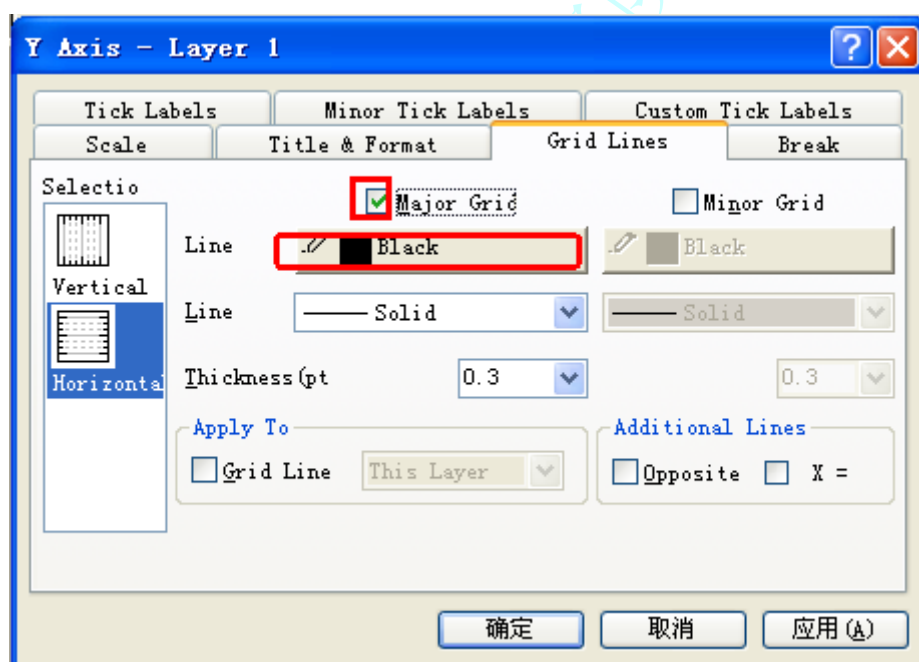 Y Axis - Layer 1
Tick Labels Minor Tick Labels Custom Tick Labels
Scale Title & Format Grid Lines Break
Selectio Major Grid Minor Grid
Line Black Black
Vertical
Line Solid Solid
Horizontal
Thickness(pt 0.3 0.3
Apply To Additional Lines
Grid Line This Layer Opposite X =
确定 取消 应用(A)